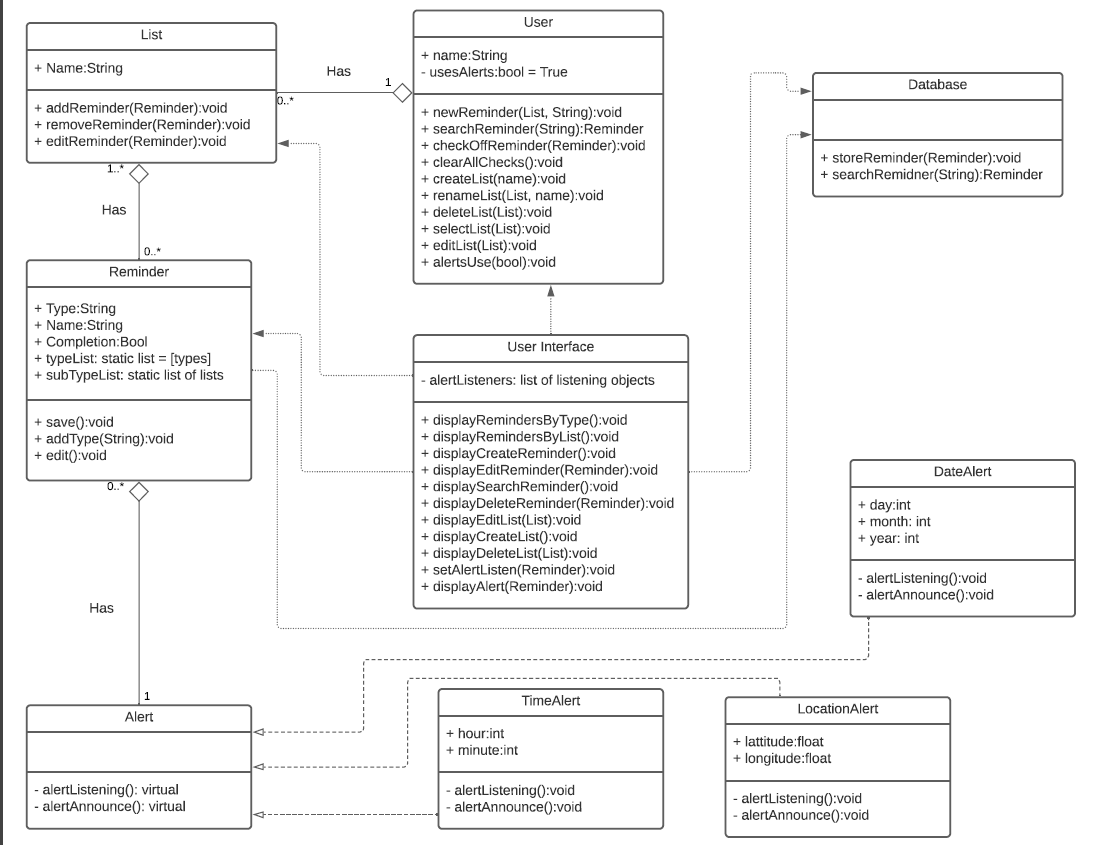 List
+ Name:String
+ addReminder(Reminder):void
+ removeReminder(Reminder):void
+ editReminder(Reminder):void
Has
0..*
1
User
+ name:String
- usesAlerts:bool = True
+ newReminder(List, String):void
+ searchReminder(String):Reminder
+ checkOffReminder(Reminder):void
+ clearAllChecks():void
+ createList(name):void
+ renameList(List, name):void
+ deleteList(List):void
+ selectList(List):void
+ editList(List):void
+ alertsUse(bool):void
Database
+ storeReminder(Reminder):void
+ searchRemidner(String):Reminder
1..*
Has
0..*
Reminder
+ Type:String
+ Name:String
+ Completion:Bool
+ typeList: static list = [types]
+ subTypeList: static list of lists
+ save():void
+ addType(String):void
+ edit():void
User Interface
- alertListeners: list of listening objects
+ displayRemindersByType():void
+ displayRemindersByList():void
+ displayCreateReminder():void
+ displayEditReminder(Reminder):void
+ displaySearchReminder():void
+ displayDeleteReminder(Reminder):void
+ displayEditList(List):void
+ displayCreateList():void
+ displayDeleteList(List):void
+ setAlertListen(Reminder):void
+ displayAlert(Reminder):void
DateAlert
+ day:int
+ month: int
+ year: int
- alertListening():void
- alertAnnounce():void
0..*
Has
1
Alert
- alertListening(): virtual
- alertAnnounce(): virtual
TimeAlert
+ hour:int
+ minute:int
- alertListening():void
- alertAnnounce():void
LocationAlert
+ lattitude:float
+ longitude:float
- alertListening():void
- alertAnnounce():void